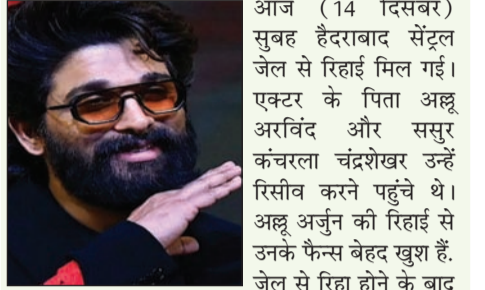 आज (14 दिसंबर)
सुबह हैदराबाद सेंट्रल
जेल से रिहाई मिल गई।
एक्टर के पिता अल्लू
अरविंद और ससुर
कंचरला चंद्रशेखर उन्हें
रिसीव करने पहुंचे थे।
अल्लू अर्जुन की रिहाई से
उनके फैन्स बेहद खुश हैं.
जेल से रिहा होने के बाद